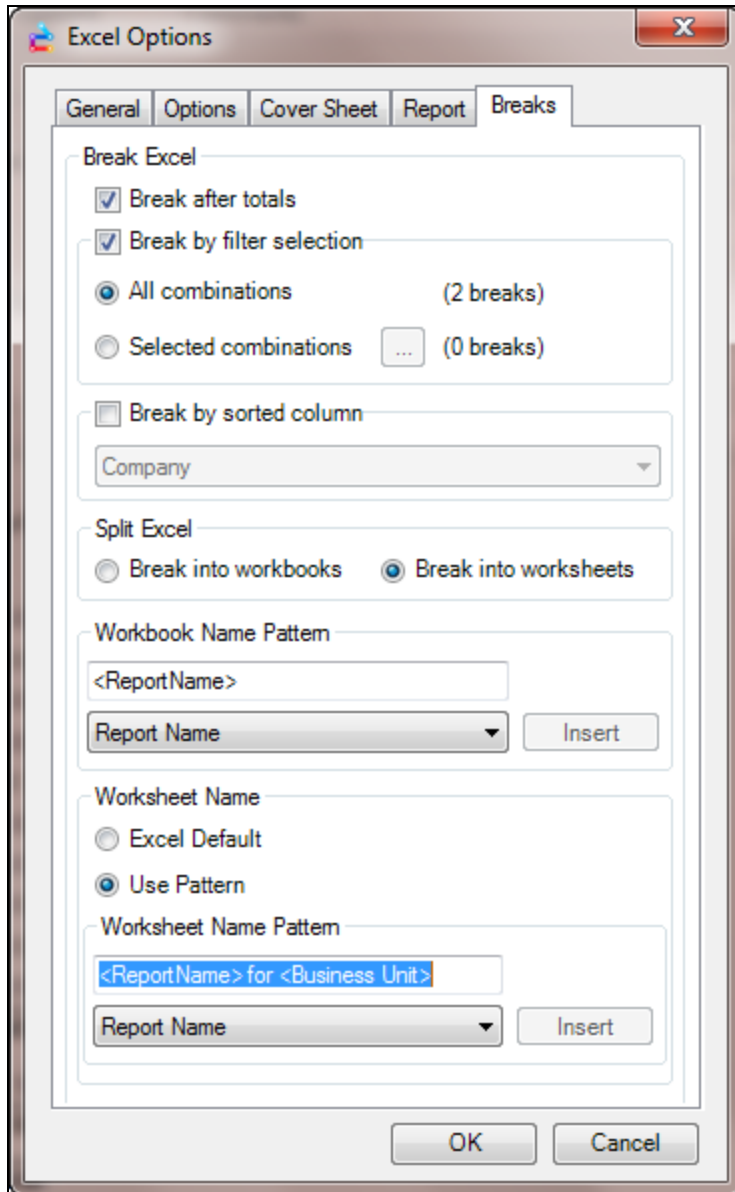 Excel Options
General Options Cover Sheet Report Breaks
Break Excel
Break after totals
Break by filter selection
All combinations (2 breaks)
Selected combinations ... (0 breaks)
Break by sorted column
Company
Split Excel
Break into workbooks Break into worksheets
Workbook Name Pattern
<ReportName>
Report Name Insert
Worksheet Name
Excel Default
Use Pattern
Worksheet Name Pattern
<ReportName> for <Business Unit>
Report Name Insert
OK Cancel